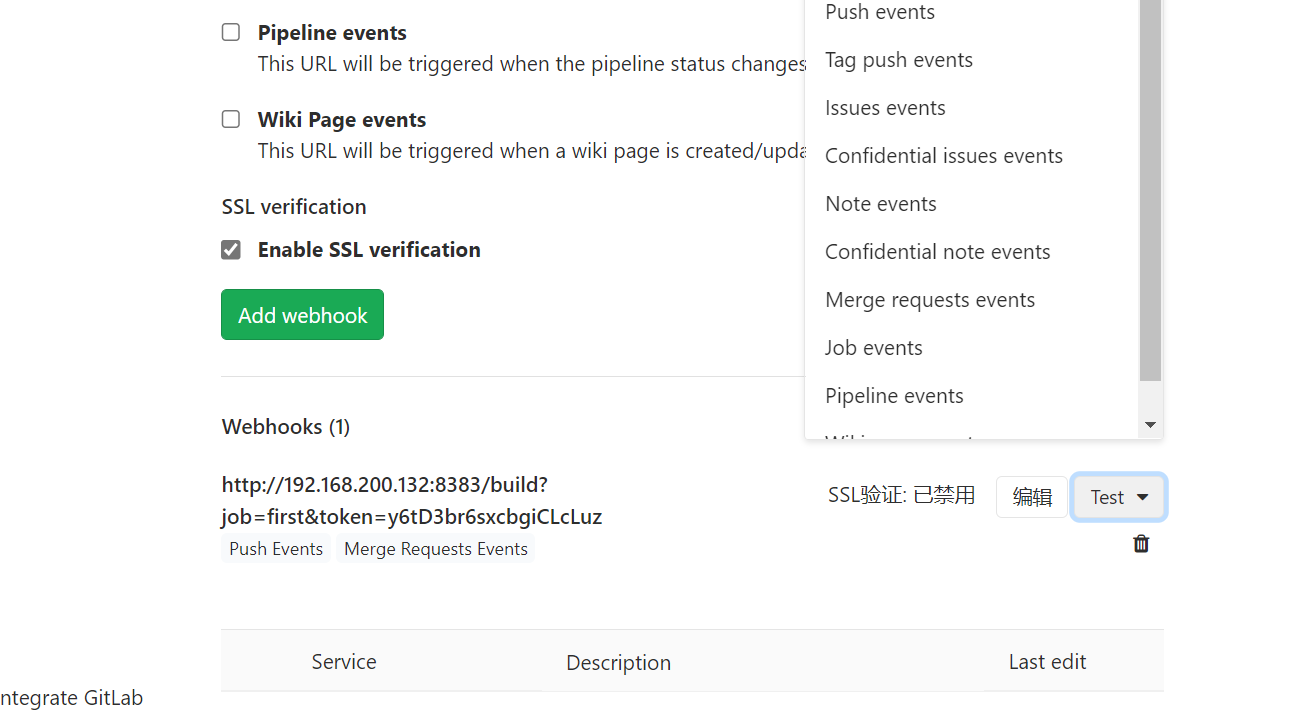 Pipeline events
This URL will be triggered when the pipeline status changes
Wiki Page events
This URL will be triggered when a wiki page is created/upda
SSL verification
Enable SSL verification
Add webhook
Push events
Tag push events
Issues events
Confidential issues events
Note events
Confidential note events
Merge requests events
Job events
Pipeline events
Webhooks (1)
http://192.168.200.132:8383/build?
job=first&token=y6tD3br6sxcbgiCLcLuz
Push Events Merge Requests Events
SSL验证: 已禁用 编辑 Test
Service Description Last edit
ntegrate GitLab